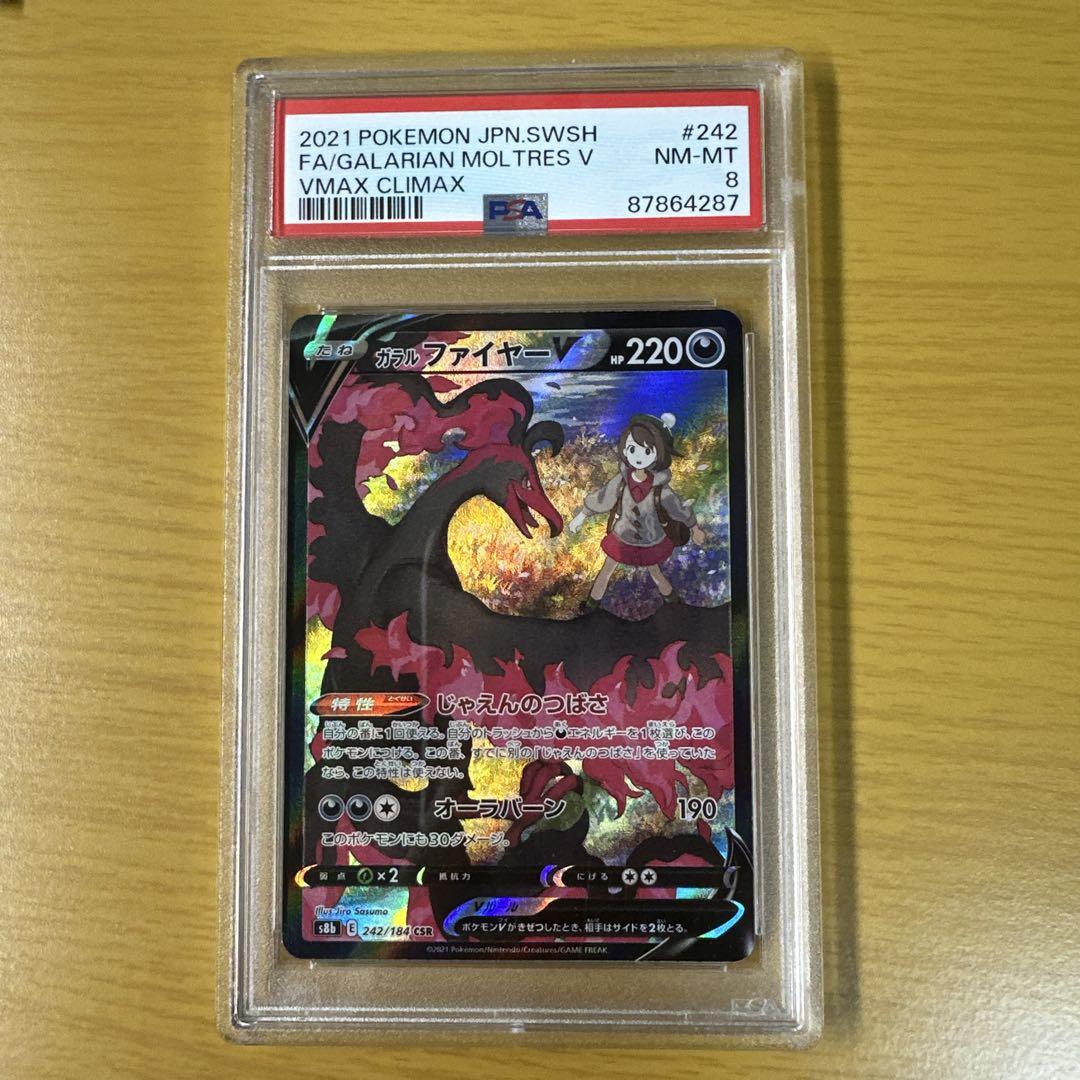 2021 POKEMON JPN.SWSH #242
FA/GALARIAN MOLTRES V NM-MT
VMAX CLIMAX 8
PSA 87864287
たね ガラル ファイヤーV HP 220
特性 とくせい じゃえんのつばさ
自分の番に1回使える。自分のトラッシュから エネルギーを1枚選び、この
ポケモンにつける。この番、すでに別の「じゃえんのつばさ」を使っていた
なら、この特性は使えない。
オーラバーン 190
このポケモンにも30ダメージ。
弱点 ×2 抵抗力 にげる
Vルール
ポケモンVがきぜつしたとき、相手はサイドを2枚とる。
Illus. Jiro Sasumo
s8b E 242/184 CSR
©2021 Pokémon/Nintendo/Creatures/GAME FREAK